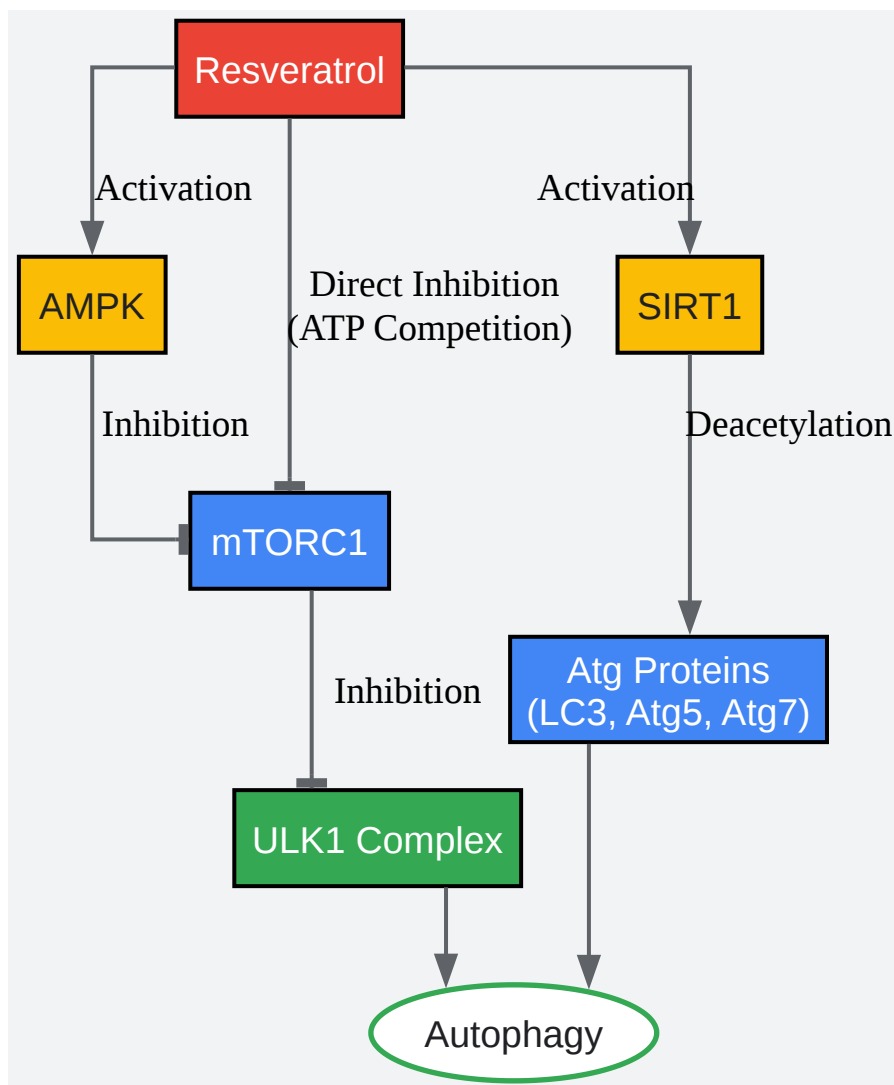 Resveratrol
Activation
Activation
AMPK
Direct Inhibition
(ATP Competition)
SIRT1
Inhibition
Deacetylation
mTORC1
Inhibition
Atg Proteins
(LC3, Atg5, Atg7)
ULK1 Complex
Autophagy